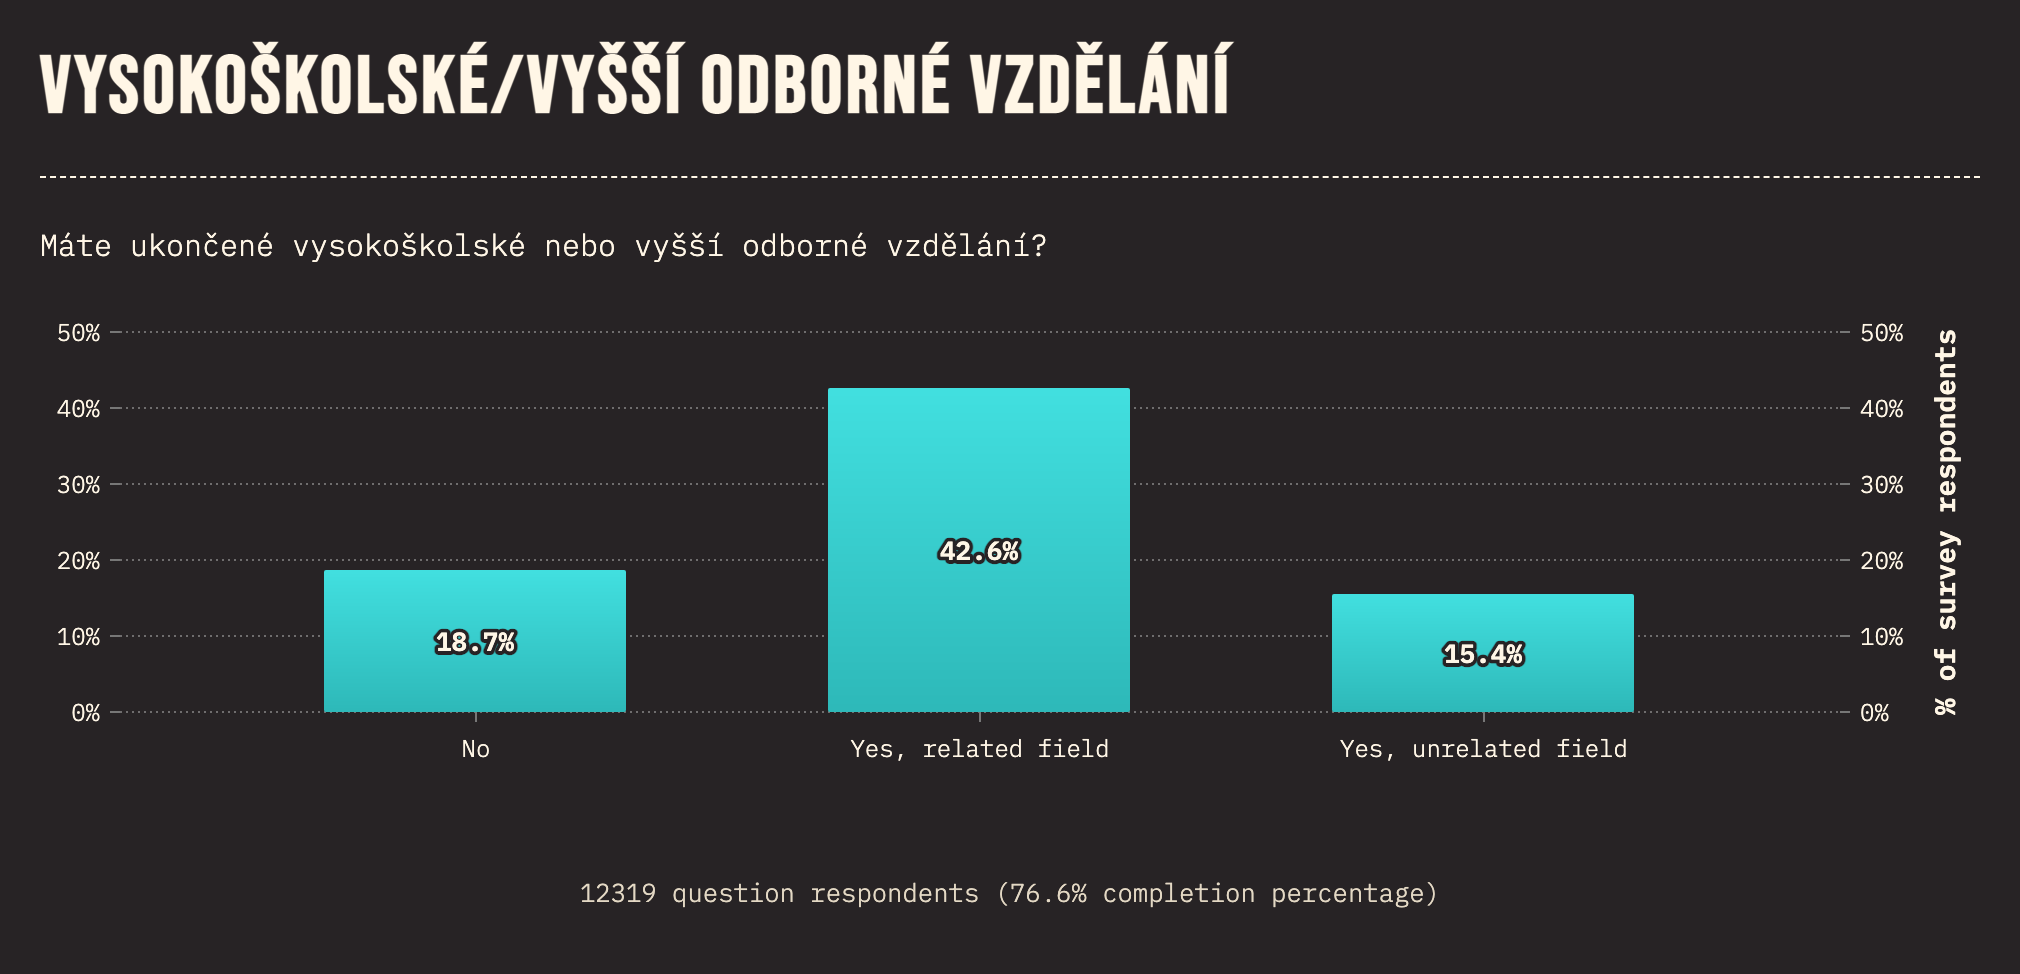 VYSOKOŠKOLSKÉ/VYŠŠÍ ODBORNÉ VZDĚLÁNÍ
Máte ukončené vysokoškolské nebo vyšší odborné vzdělání?
50%
40%
30%
20%
10%
0%
18.7%
42.6%
15.4%
50%
40%
30%
20%
10%
0%
% of survey respondents
No
Yes, related field
Yes, unrelated field
12319 question respondents (76.6% completion percentage)